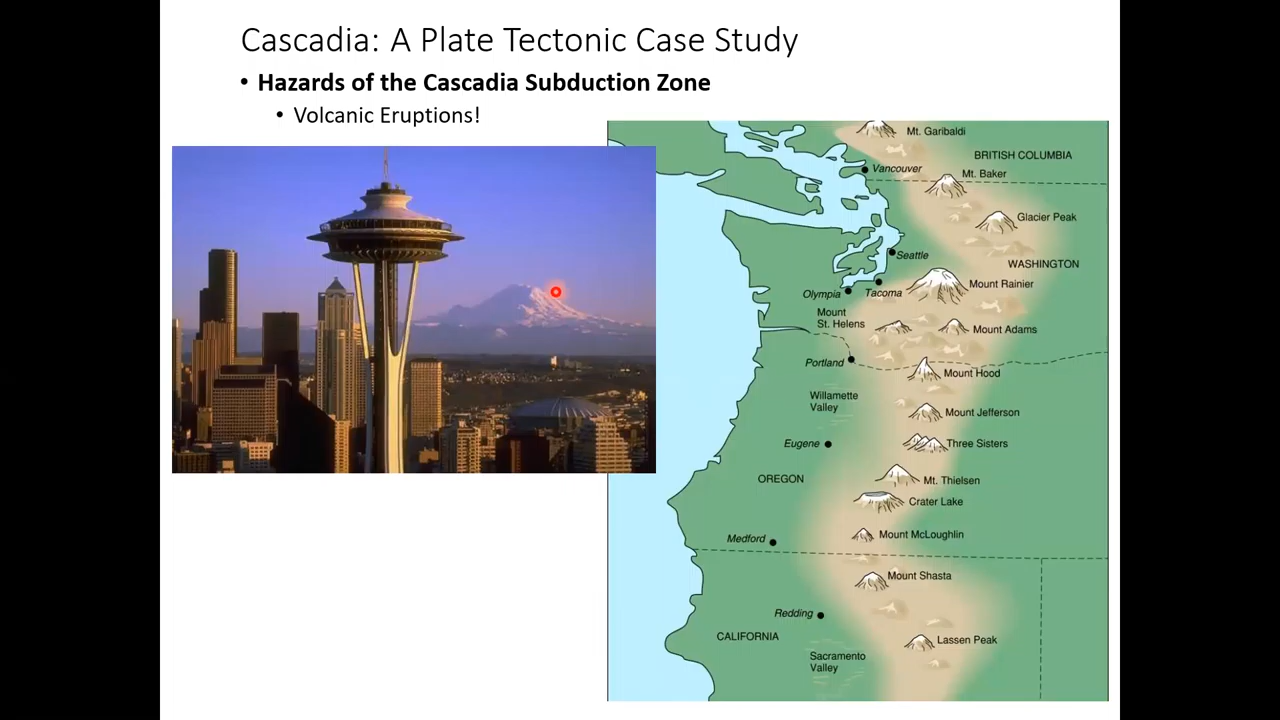 Cascadia: A Plate Tectonic Case Study
• Hazards of the Cascadia Subduction Zone
• Volcanic Eruptions!
Mt. Garibaldi
BRITISH COLUMBIA
Vancouver
Mt. Baker
Glacier Peak
Seattle
WASHINGTON
Mount Rainier
Olympia
Tacoma
Mount
St. Helens
Mount Adams
Portland
Mount Hood
Willamette
Valley
Mount Jefferson
Eugene
Three Sisters
OREGON
Mt. Thielsen
Crater Lake
Medford
Mount McLoughlin
Mount Shasta
Redding
CALIFORNIA
Lassen Peak
Sacramento
Valley